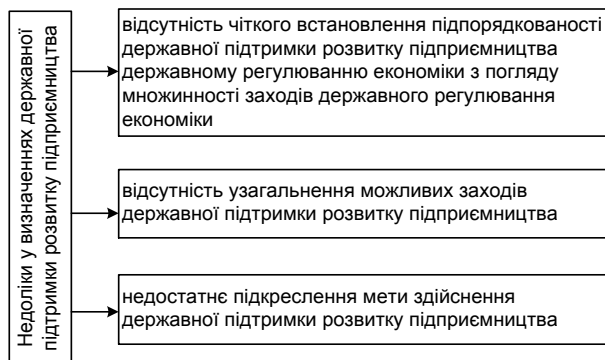 Недоліки у визначеннях державної
підтримки розвитку підприємництва
відсутність чіткого встановлення підпорядкованості
державної підтримки розвитку підприємництва
державному регулюванню економіки з погляду
множинності заходів державного регулювання
економіки
відсутність узагальнення можливих заходів
державної підтримки розвитку підприємництва
недостатнє підкреслення мети здійснення
державної підтримки розвитку підприємництва